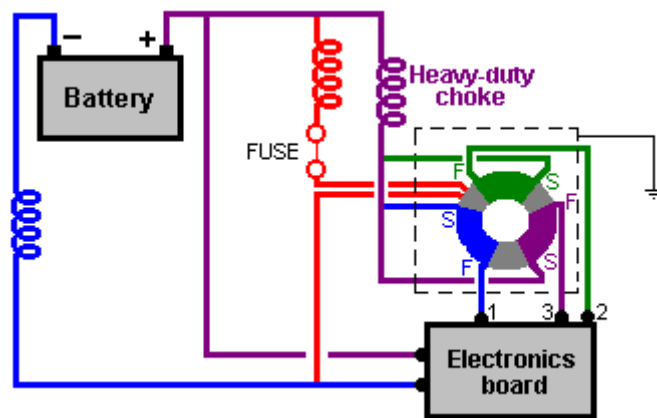 − +
Battery
Heavy-duty
choke
FUSE
F
S
S
F
F
S
1 3 2
Electronics
board